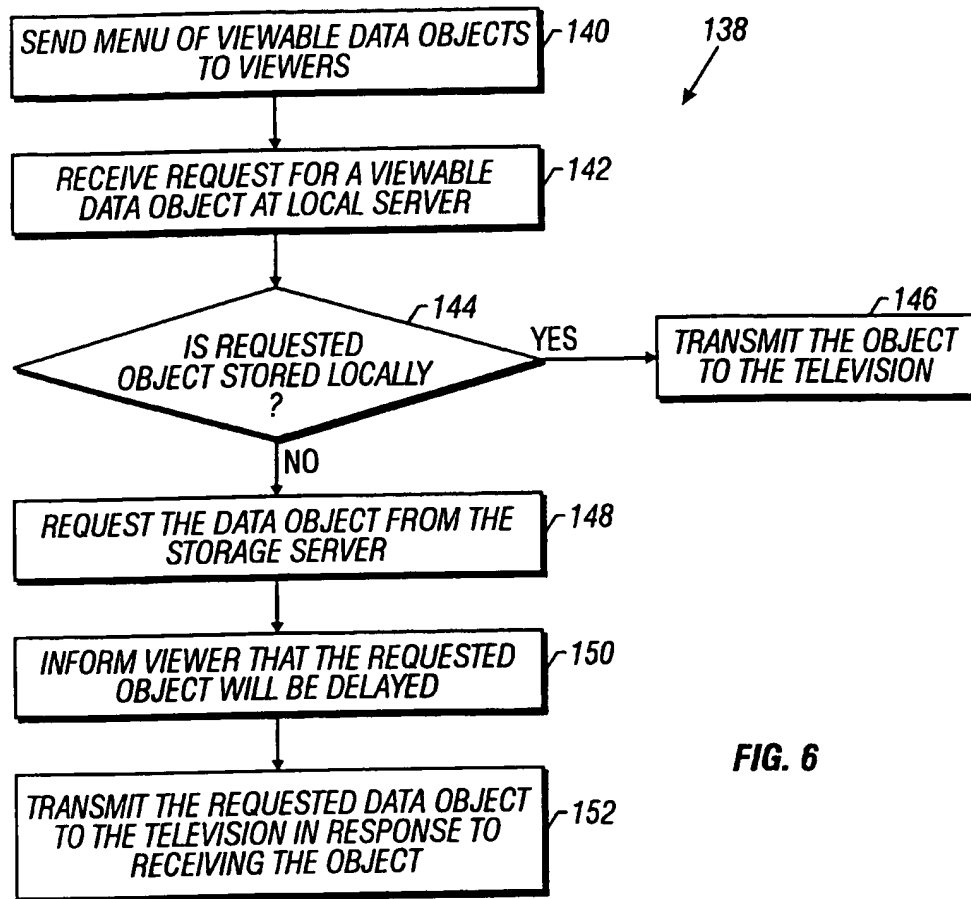 SEND MENU OF VIEWABLE DATA OBJECTS
TO VIEWERS
140
138
RECEIVE REQUEST FOR A VIEWABLE
DATA OBJECT AT LOCAL SERVER
142
144
IS REQUESTED
OBJECT STORED LOCALLY
?
YES
146
TRANSMIT THE OBJECT
TO THE TELEVISION
NO
REQUEST THE DATA OBJECT FROM THE
STORAGE SERVER
148
INFORM VIEWER THAT THE REQUESTED
OBJECT WILL BE DELAYED
150
TRANSMIT THE REQUESTED DATA OBJECT
TO THE TELEVISION IN RESPONSE TO
RECEIVING THE OBJECT
152
FIG. 6